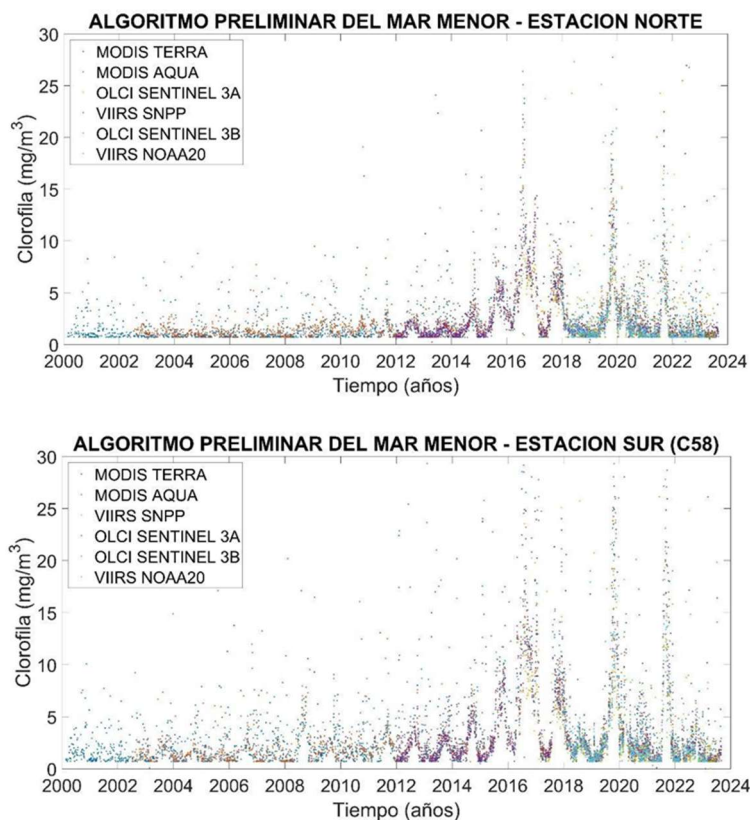 ALGORITMO PRELIMINAR DEL MAR MENOR - ESTACION NORTE
30
25
20
15
10
5
0
Clorofila (mg/m³)
MODIS TERRA
MODIS AQUA
OLCI SENTINEL 3A
VIIRS SNPP
OLCI SENTINEL 3B
VIIRS NOAA20
2000 2002 2004 2006 2008 2010 2012 2014 2016 2018 2020 2022 2024
Tiempo (años)
ALGORITMO PRELIMINAR DEL MAR MENOR - ESTACION SUR (C58)
30
25
20
15
10
5
0
Clorofila (mg/m³)
MODIS TERRA
MODIS AQUA
VIIRS SNPP
OLCI SENTINEL 3A
OLCI SENTINEL 3B
VIIRS NOAA20
2000 2002 2004 2006 2008 2010 2012 2014 2016 2018 2020 2022 2024
Tiempo (años)